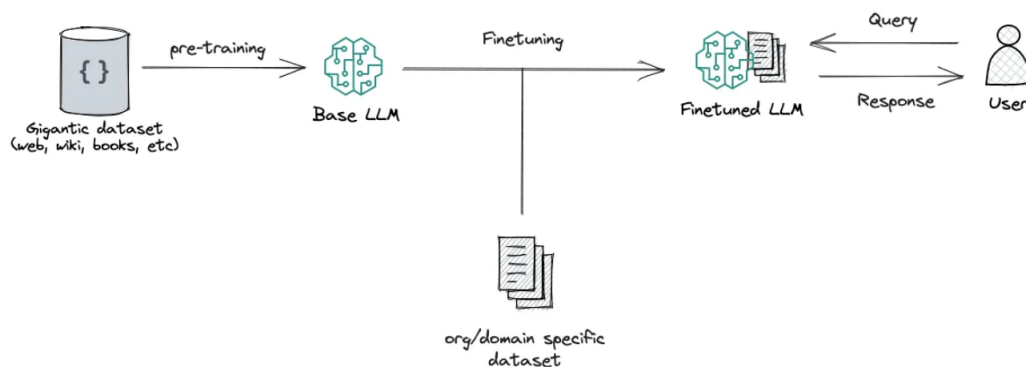 { }
pre-training
Gigantic dataset
(web, wiki, books, etc)
Base LLM
Finetuning
Finetuned LLM
Query
Response
User
org/domain specific
dataset